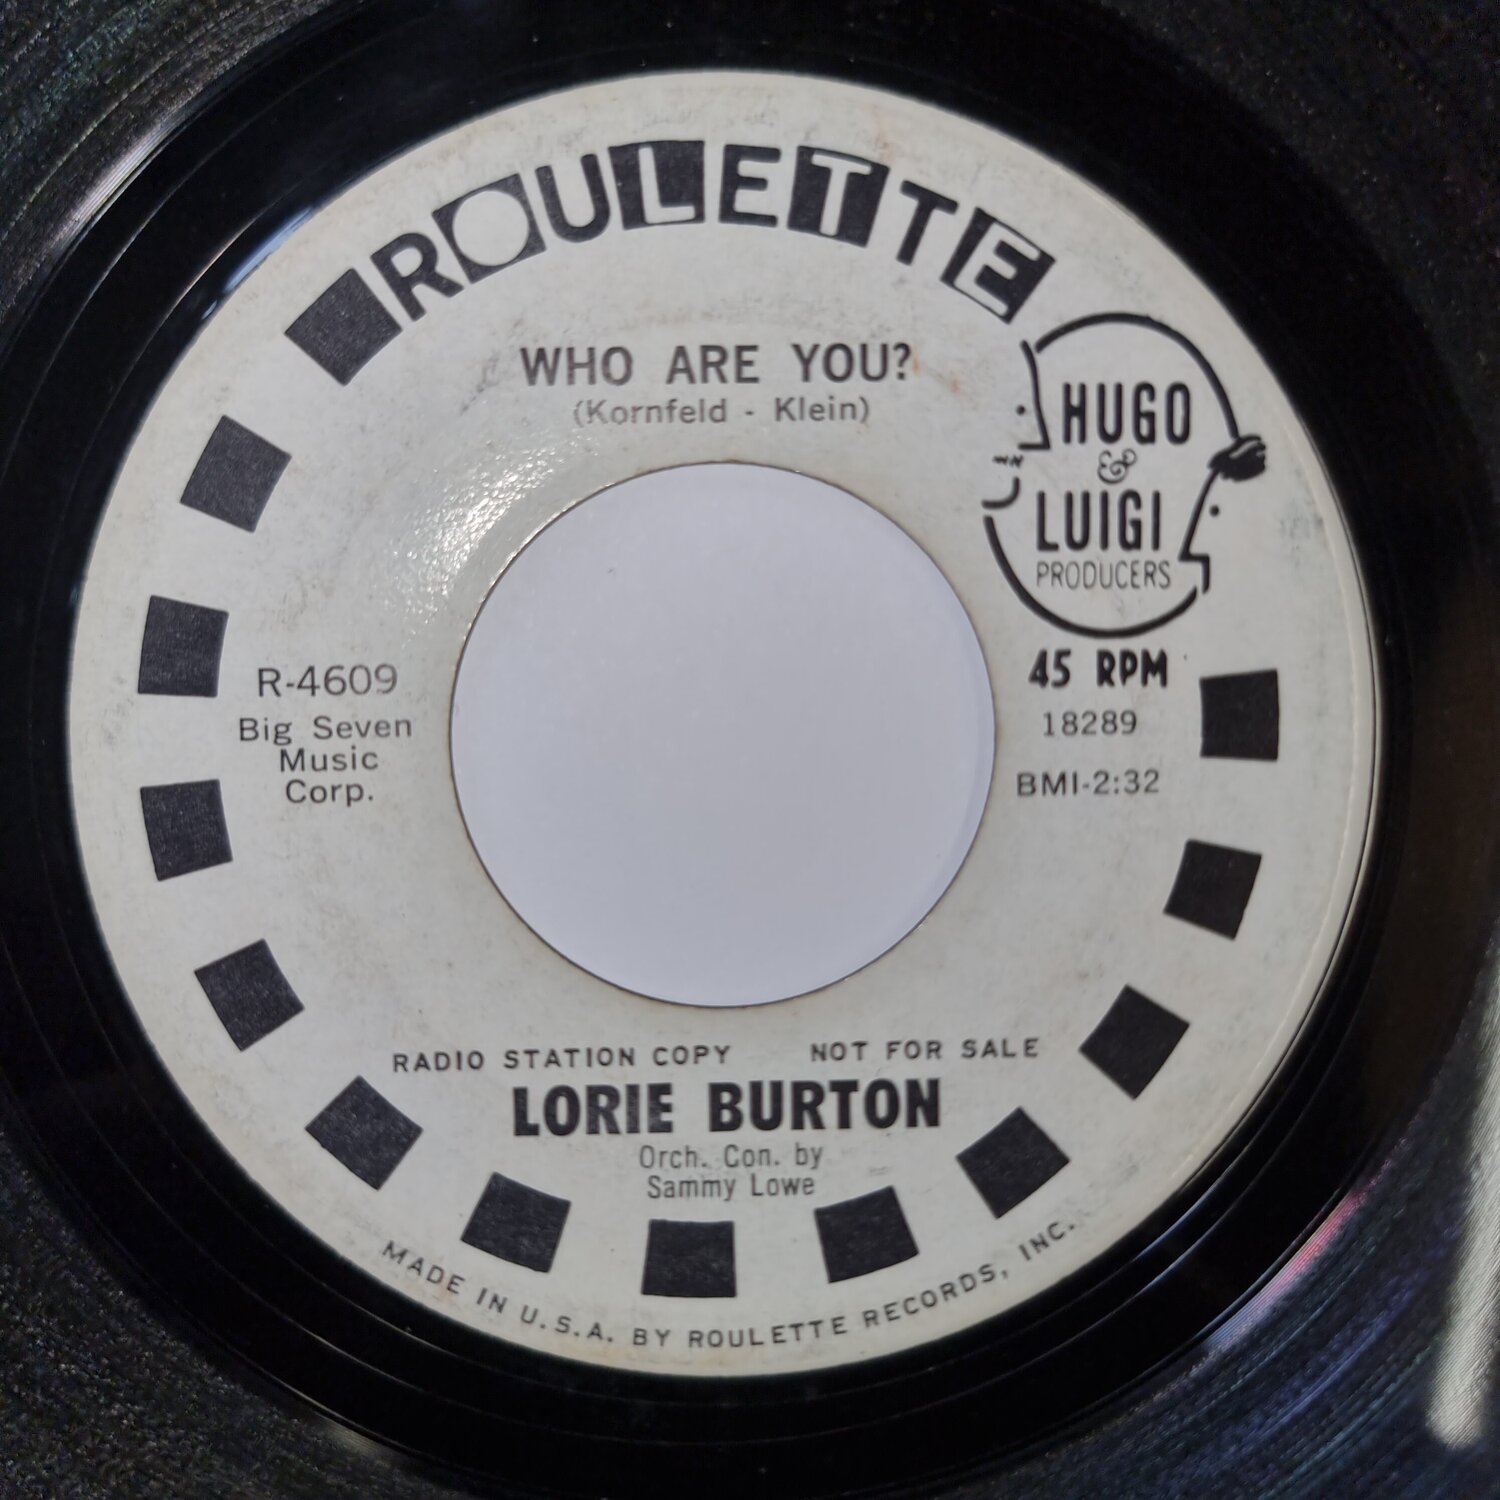 ROULETTE
WHO ARE YOU?
(Kornfeld - Klein)
HUGO
&
LUIGI
PRODUCERS
R-4609
Big Seven
Music
Corp.
45 RPM
18289
BMI-2:32
RADIO STATION COPY NOT FOR SALE
LORIE BURTON
Orch. Con. by
Sammy Lowe
MADE IN U.S.A. BY ROULETTE RECORDS, INC.